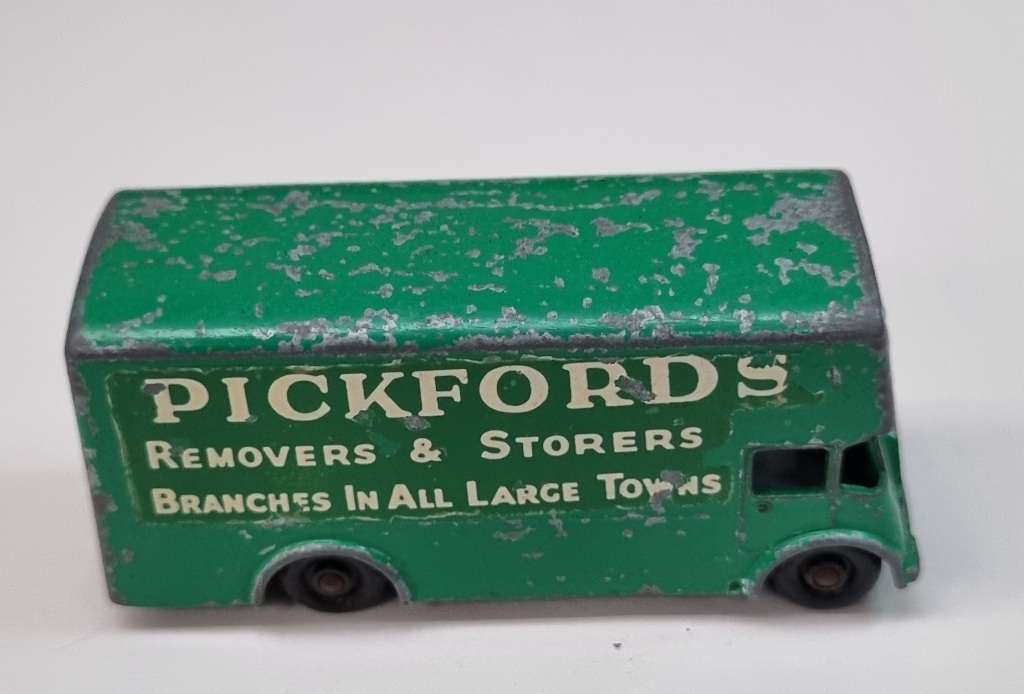 PICKFORDS
REMOVERS & STORERS
BRANCHES IN ALL LARGE TOWNS